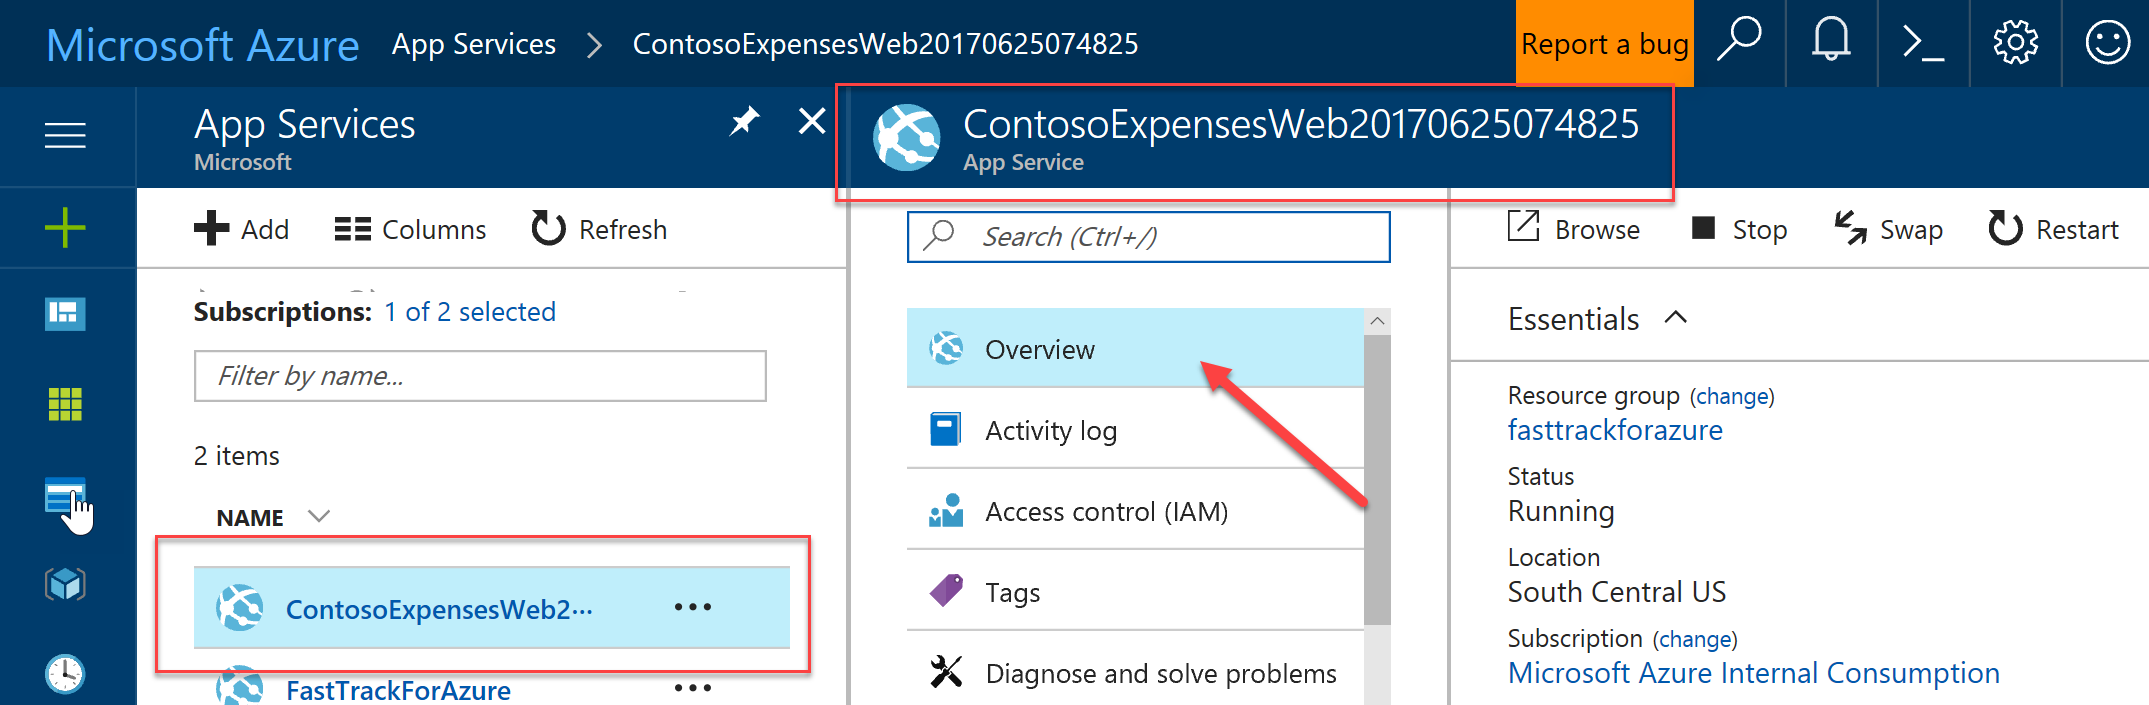 Microsoft Azure App Services > ContosoExpensesWeb20170625074825
Report a bug
App Services
Microsoft
Add Columns Refresh
Subscriptions: 1 of 2 selected
Filter by name...
2 items
NAME
ContosoExpensesWeb2...
FastTrackForAzure
ContosoExpensesWeb20170625074825
App Service
Search (Ctrl+/)
Overview
Activity log
Access control (IAM)
Tags
Diagnose and solve problems
Browse Stop Swap Restart
Essentials
Resource group (change)
fasttrackforazure
Status
Running
Location
South Central US
Subscription (change)
Microsoft Azure Internal Consumption